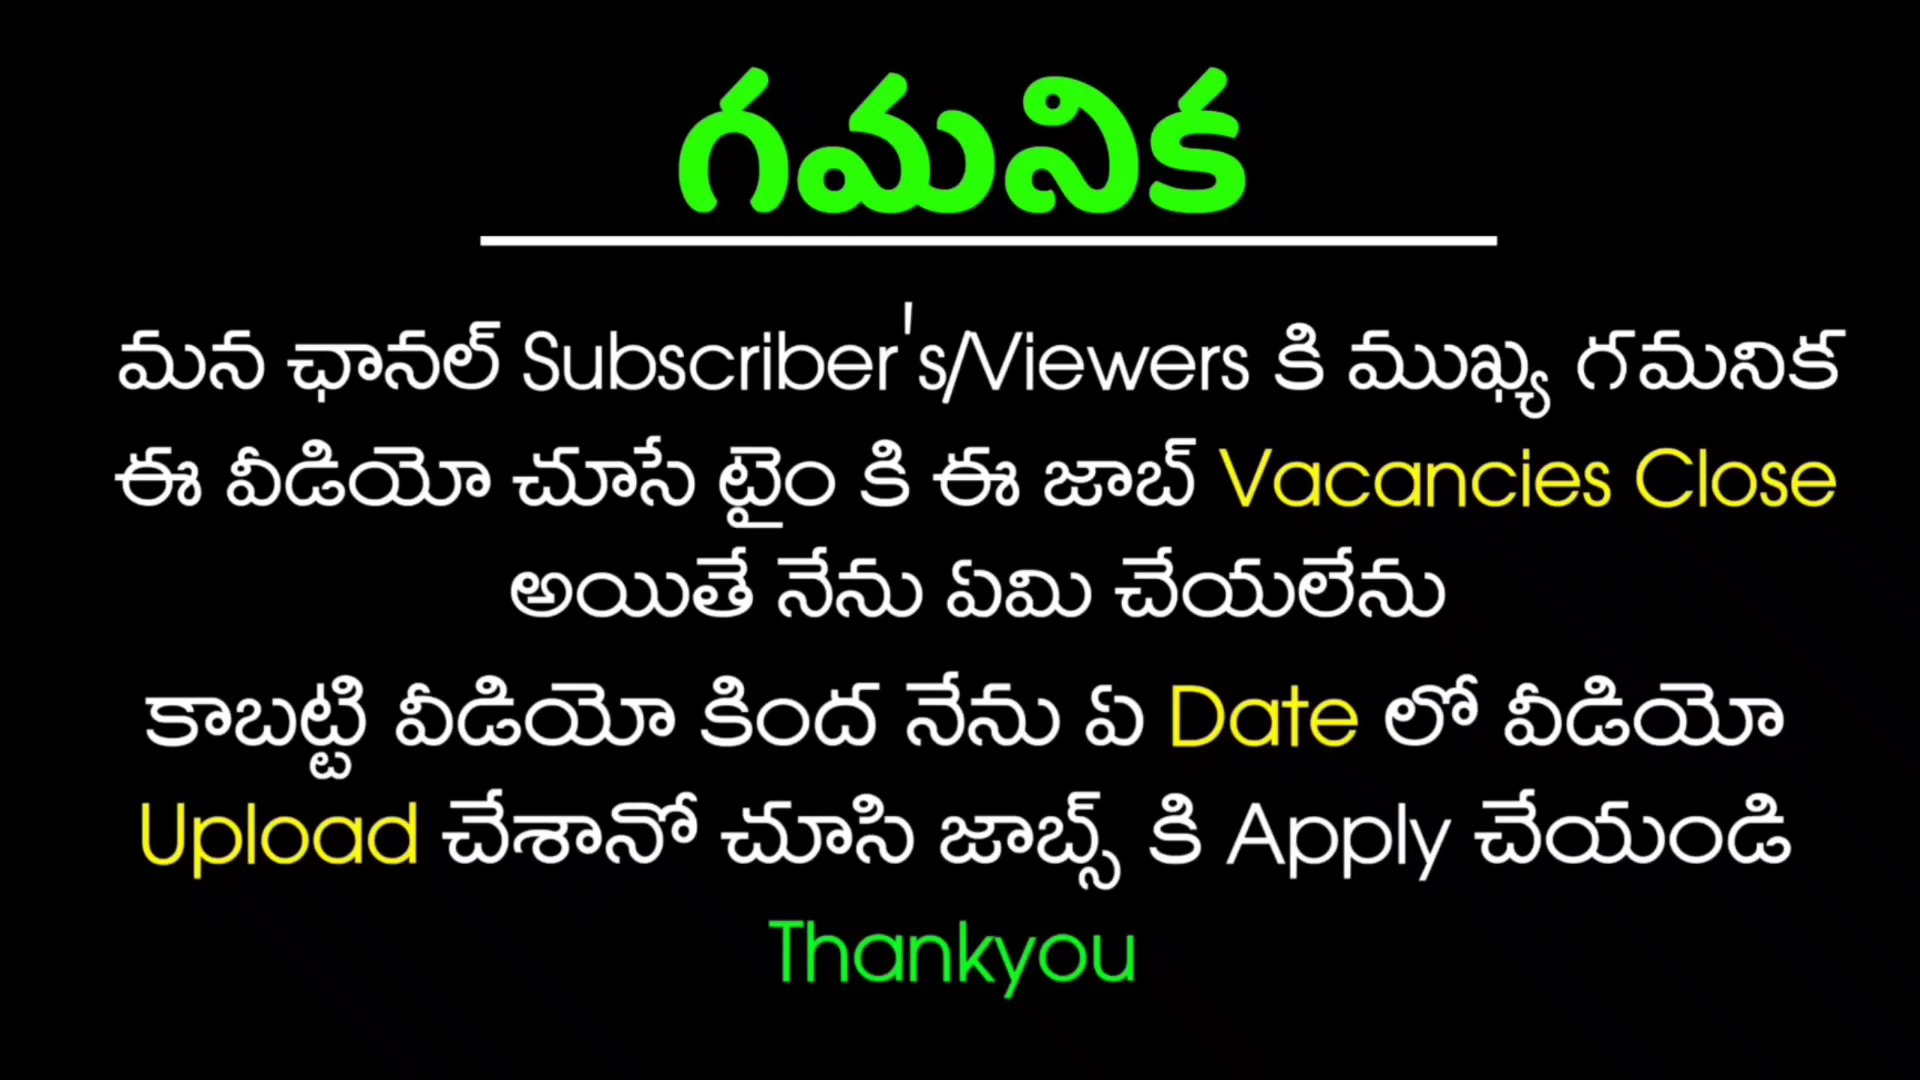 గమనిక
మన ఛానల్ Subscriber's/Viewers కి ముఖ్య గమనిక
ఈ వీడియో చూసే టైం కి ఈ జాబ్ Vacancies Close
అయితే నేను ఏమి చేయలేను
కాబట్టి వీడియో కింద నేను ఏ Date లో వీడియో
Upload చేశానో చూసి జాబ్స్ కి Apply చేయండి
Thankyou